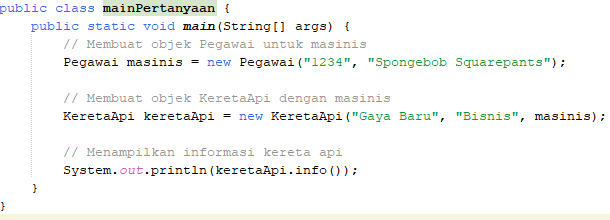 public class mainPertanyaan {
public static void main(String[] args) {
// Membuat objek Pegawai untuk masinis
Pegawai masinis = new Pegawai("1234", "Spongebob Squarepants");
// Membuat objek KeretaApi dengan masinis
KeretaApi keretaApi = new KeretaApi("Gaya Baru", "Bisnis", masinis);
// Menampilkan informasi kereta api
System.out.println(keretaApi.info());
}
}